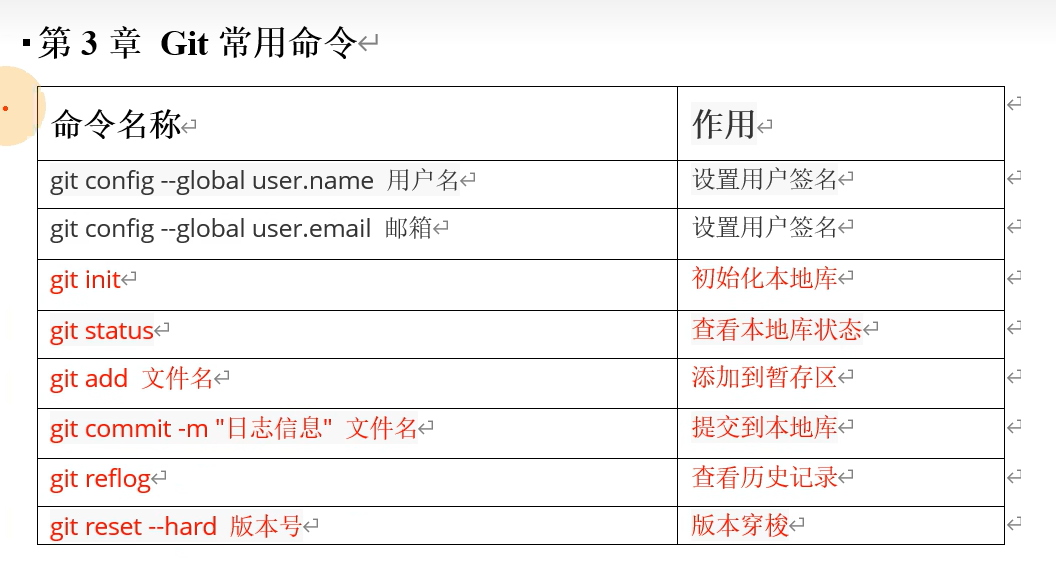 第 3 章 Git 常用命令
命令名称 作用
git config --global user.name 用户名 设置用户签名
git config --global user.email 邮箱 设置用户签名
git init 初始化本地库
git status 查看本地库状态
git add 文件名 添加到暂存区
git commit -m "日志信息" 文件名 提交到本地库
git reflog 查看历史记录
git reset --hard 版本号 版本穿梭